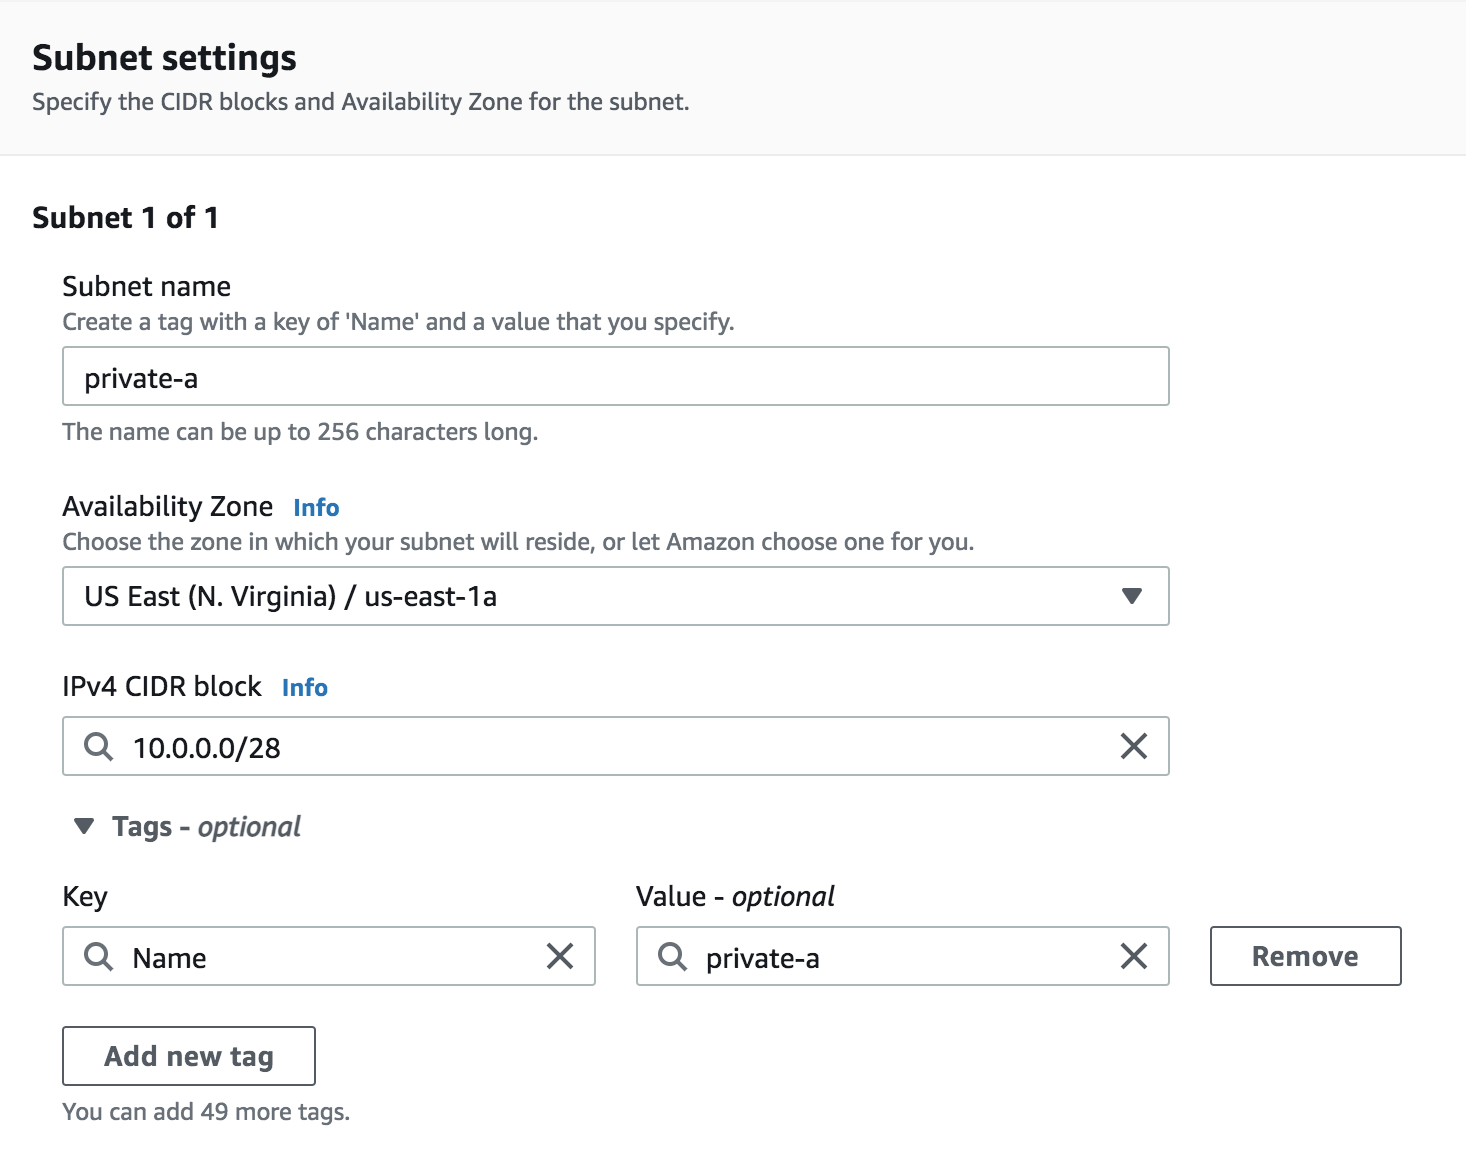 Subnet settings
Specify the CIDR blocks and Availability Zone for the subnet.
Subnet 1 of 1
Subnet name
Create a tag with a key of 'Name' and a value that you specify.
private-a
The name can be up to 256 characters long.
Availability Zone Info
Choose the zone in which your subnet will reside, or let Amazon choose one for you.
US East (N. Virginia) / us-east-1a
IPv4 CIDR block Info
10.0.0.0/28
Tags - optional
Key Value - optional
Name private-a Remove
Add new tag
You can add 49 more tags.